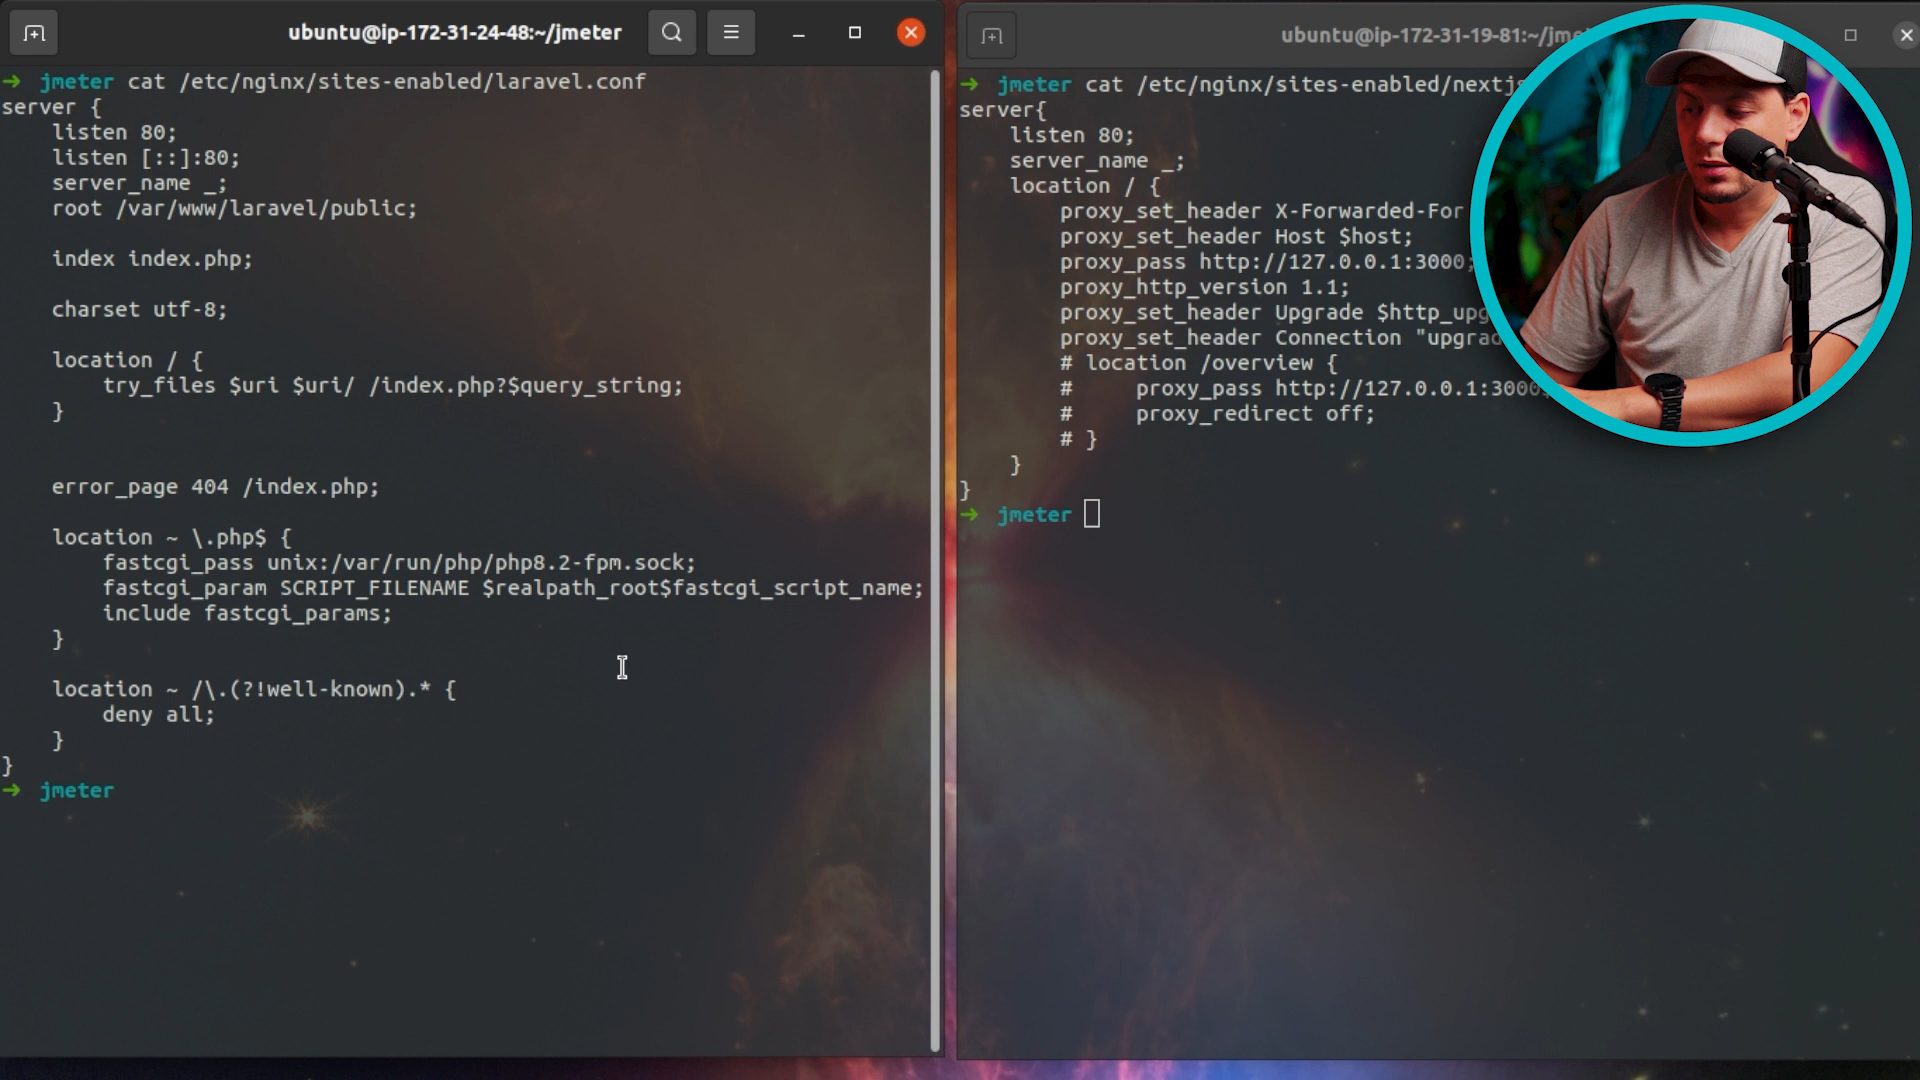 ubuntu@ip-172-31-24-48:~/jmeter
➜ jmeter cat /etc/nginx/sites-enabled/laravel.conf
server {
    listen 80;
    listen [::]:80;
    server_name _;
    root /var/www/laravel/public;

    index index.php;

    charset utf-8;

    location / {
        try_files $uri $uri/ /index.php?$query_string;
    }


    error_page 404 /index.php;

    location ~ \.php$ {
        fastcgi_pass unix:/var/run/php/php8.2-fpm.sock;
        fastcgi_param SCRIPT_FILENAME $realpath_root$fastcgi_script_name;
        include fastcgi_params;
    }

    location ~ /\.(?!well-known).* {
        deny all;
    }
}
➜ jmeter
ubuntu@ip-172-31-19-81:~/jme
➜ jmeter cat /etc/nginx/sites-enabled/nextjs
server{
    listen 80;
    server_name _;
    location / {
        proxy_set_header X-Forwarded-For
        proxy_set_header Host $host;
        proxy_pass http://127.0.0.1:3000;
        proxy_http_version 1.1;
        proxy_set_header Upgrade $http_upg
        proxy_set_header Connection "upgrad
        # location /overview {
        #     proxy_pass http://127.0.0.1:3000
        #     proxy_redirect off;
        # }
    }
}
➜ jmeter